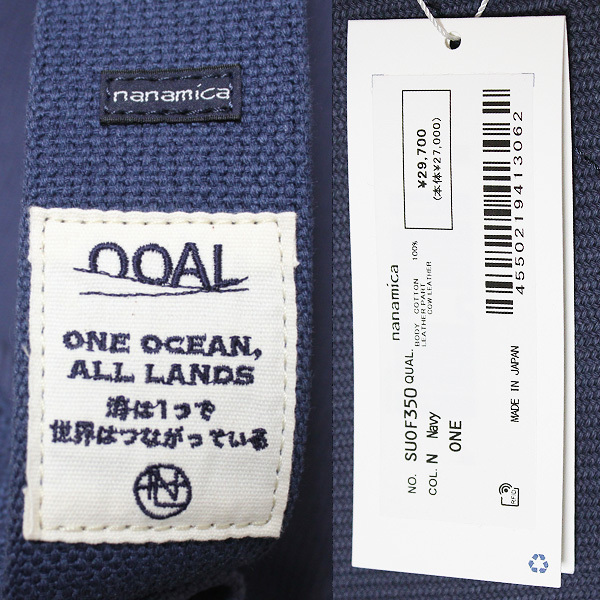 nanamica
OOAL
ONE OCEAN,
ALL LANDS
海は1つで
世界はつながっている
¥29,700
(本体¥27,000)
4550219413062
nanamica
QUAL. BODY COTTON 100%
LEATHER PART COW LEATHER
NO. SUOF350
COL. N Navy
ONE
MADE IN JAPAN
RFID